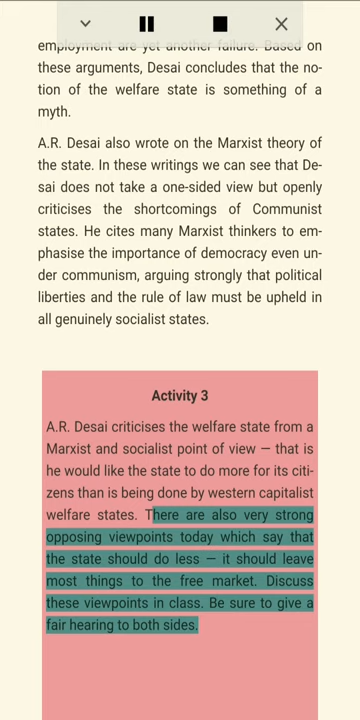 employment are yet another failure. Based on
these arguments, Desai concludes that the no-
tion of the welfare state is something of a
myth.
A.R. Desai also wrote on the Marxist theory of
the state. In these writings we can see that De-
sai does not take a one-sided view but openly
criticises the shortcomings of Communist
states. He cites many Marxist thinkers to em-
phasise the importance of democracy even un-
der communism, arguing strongly that political
liberties and the rule of law must be upheld in
all genuinely socialist states.
Activity 3
A.R. Desai criticises the welfare state from a
Marxist and socialist point of view — that is
he would like the state to do more for its citi-
zens than is being done by western capitalist
welfare states. There are also very strong
opposing viewpoints today which say that
the state should do less — it should leave
most things to the free market. Discuss
these viewpoints in class. Be sure to give a
fair hearing to both sides.